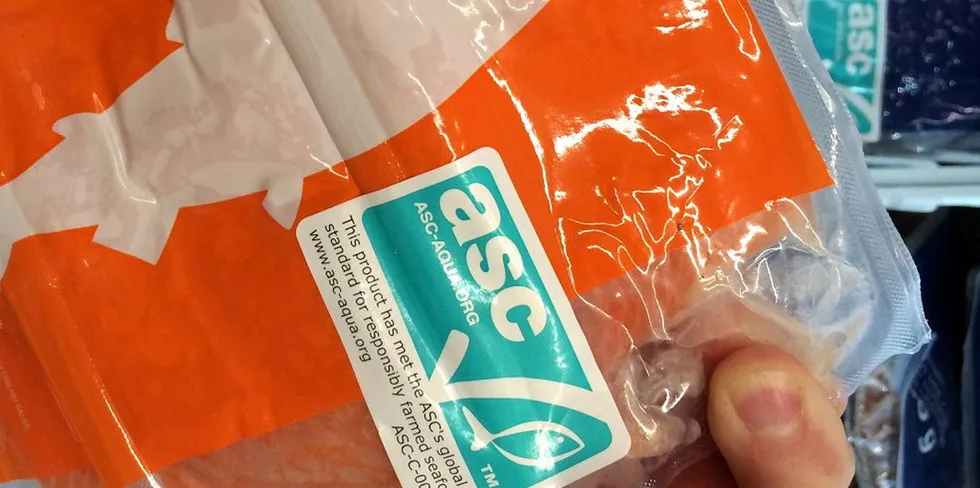 asc
ASC-AQUA.ORG
TM
This product has met the ASC's global
standard for responsibly farmed
www.asc-aqua.org
asc